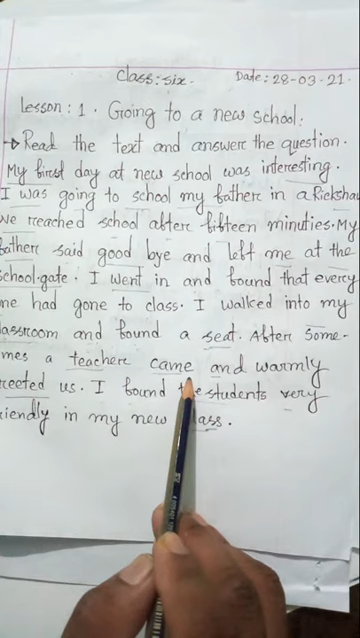 Class: six. Date: 28-03-21.
Lesson: 1. Going to a new school.
→ Read the text and answer the question.
My first day at new school was interesting.
I was going to school my father in a Rickshaw
We reached school after fifteen minuties. My
father said good bye and left me at the
school-gate. I went in and found that every
one had gone to class. I walked into my
lassroom and found a seat. After some-
mes a teacher came and warmly
reeted us. I found the students very
riendly in my new class.